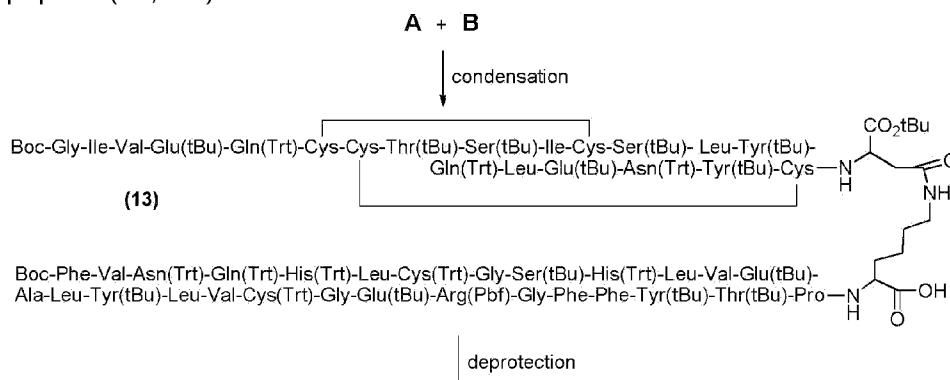 A + B
condensation
Boc-Gly-Ile-Val-Glu(tBu)-Gln(Trt)-Cys-Cys-Thr(tBu)-Ser(tBu)-Ile-Cys-Ser(tBu)- Leu-Tyr(tBu)-
Gln(Trt)-Leu-Glu(tBu)-Asn(Trt)-Tyr(tBu)-Cys
N
H
CO₂tBu
O
NH
(13)
Boc-Phe-Val-Asn(Trt)-Gln(Trt)-His(Trt)-Leu-Cys(Trt)-Gly-Ser(tBu)-His(Trt)-Leu-Val-Glu(tBu)-
Ala-Leu-Tyr(tBu)-Leu-Val-Cys(Trt)-Gly-Glu(tBu)-Arg(Pbf)-Gly-Phe-Phe-Tyr(tBu)-Thr(tBu)-Pro
N
H
OH
O
deprotection